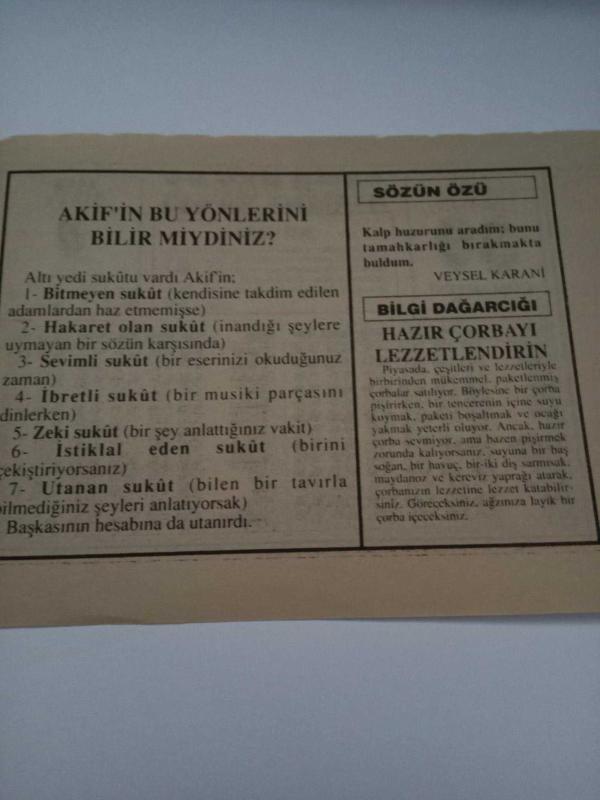 AKİF'İN BU YÖNLERİNİ
BİLİR MİYDİNİZ?
Altı yedi sukûtu vardı Akif'in;
1- Bitmeyen sukût (kendisine takdim edilen
adamlardan haz etmemişse)
2- Hakaret olan sukût (inandığı şeylere
uymayan bir sözün karşısında)
3- Sevimli sukût (bir eserinizi okuduğunuz
zaman)
4- İbretli sukût (bir musiki parçasını
dinlerken)
5- Zeki sukût (bir şey anlattığınız vakit)
6- İstiklal eden sukût (birini
çekiştiriyorsanız)
7- Utanan sukût (bilen bir tavırla
bilmediğiniz şeyleri anlatıyorsak)
Başkasının hesabına da utanırdı.
SÖZÜN ÖZÜ
Kalp huzurunu aradım; bunu
tamahkarlığı bırakmakta
buldum.
VEYSEL KARANİ
BİLGİ DAĞARCIĞI
HAZIR ÇORBAYI
LEZZETLENDİRİN
Piyasada, çeşitleri ve lezzetleriyle
birbirinden mükemmel, paketlenmiş
çorbalar satılıyor. Böylesine bir çorba
pişirirken, bir tencerenin içine suyu
koymak, paketi boşaltmak ve ocağı
yakmak yeterli oluyor. Ancak, hazır
çorba sevmiyor, ama bazen pişirmek
zorunda kalıyorsanız, suyuna bir baş
soğan, bir havuç, bir-iki diş sarmısak,
maydanoz ve kereviz yaprağı atarak,
çorbanızın lezzetine lezzet katabilir-
siniz. Göreceksiniz, ağzınıza layik bir
çorba içeceksiniz.